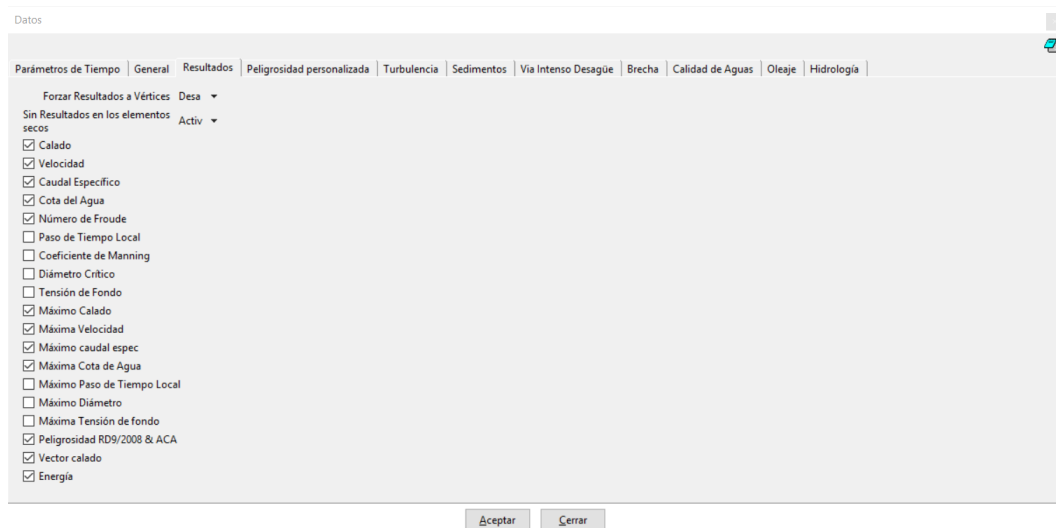 Datos
Parámetros de Tiempo General Resultados Peligrosidad personalizada Turbulencia Sedimentos Via Intenso Desagüe Brecha Calidad de Aguas Oleaje Hidrología
Forzar Resultados a Vértices Desa
Sin Resultados en los elementos
secos Activ
Calado
Velocidad
Caudal Específico
Cota del Agua
Número de Froude
Paso de Tiempo Local
Coeficiente de Manning
Diámetro Crítico
Tensión de Fondo
Máximo Calado
Máxima Velocidad
Máximo caudal espec
Máxima Cota de Agua
Máximo Paso de Tiempo Local
Máximo Diámetro
Máxima Tensión de fondo
Peligrosidad RD9/2008 & ACA
Vector calado
Energía
Aceptar Cerrar